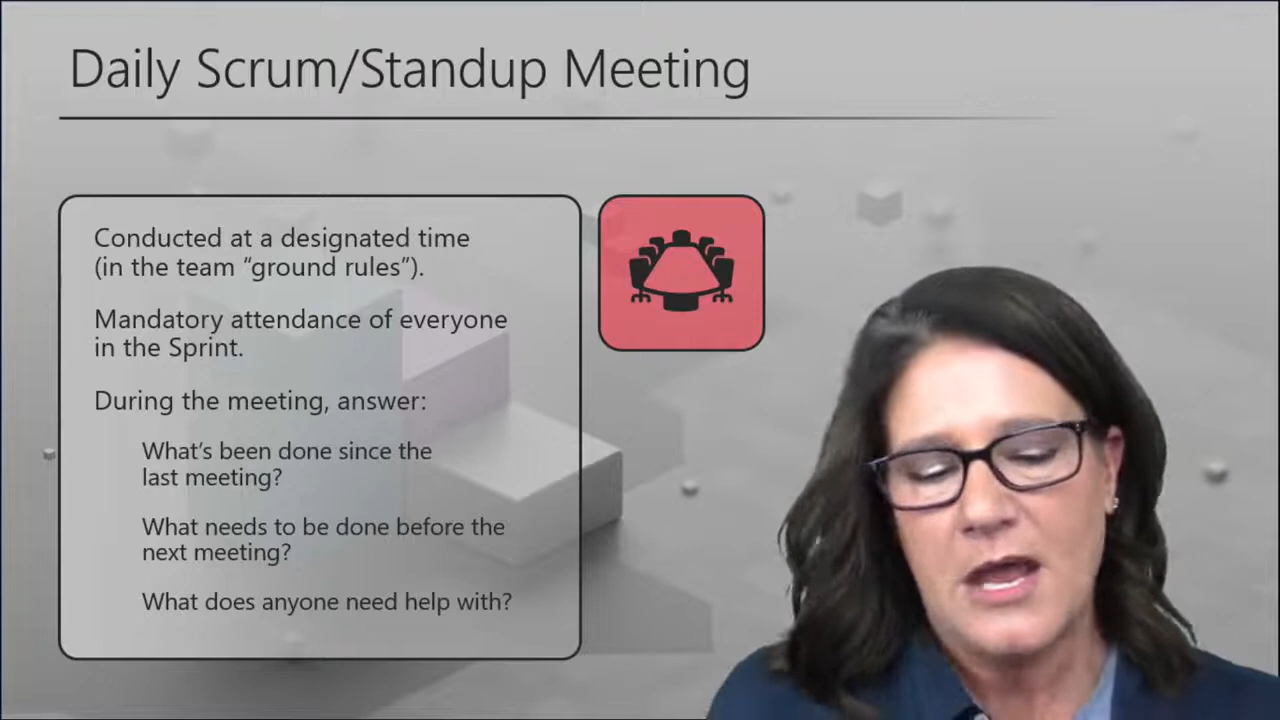 Daily Scrum/Standup Meeting
Conducted at a designated time
(in the team “ground rules”).
Mandatory attendance of everyone
in the Sprint.
During the meeting, answer:
What’s been done since the
last meeting?
What needs to be done before the
next meeting?
What does anyone need help with?